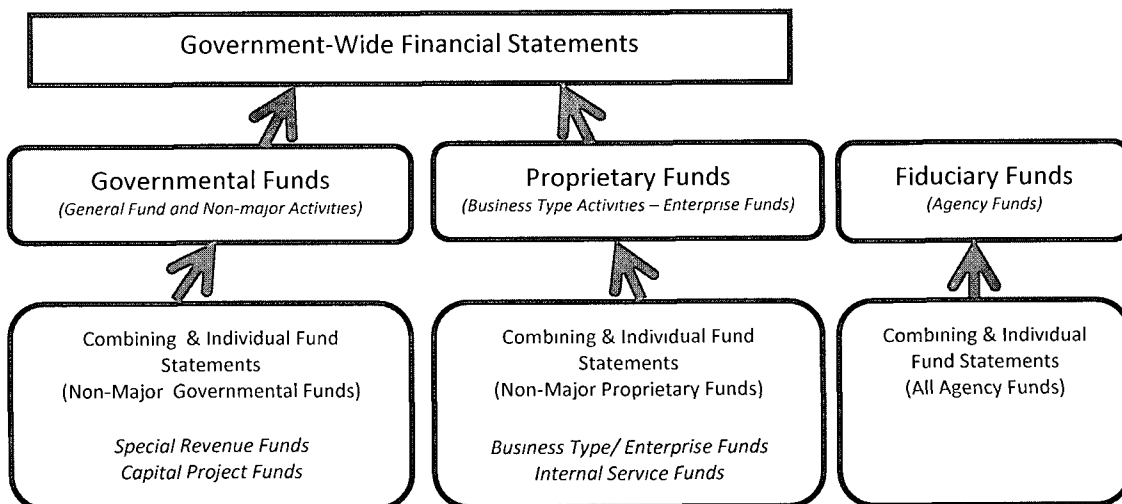 Government-Wide Financial Statements
Governmental Funds
(General Fund and Non-major Activities)
Proprietary Funds
(Business Type Activities – Enterprise Funds)
Fiduciary Funds
(Agency Funds)
Combining & Individual Fund
Statements
(Non-Major Governmental Funds)
Special Revenue Funds
Capital Project Funds
Combining & Individual Fund
Statements
(Non-Major Proprietary Funds)
Business Type/ Enterprise Funds
Internal Service Funds
Combining & Individual
Fund Statements
(All Agency Funds)